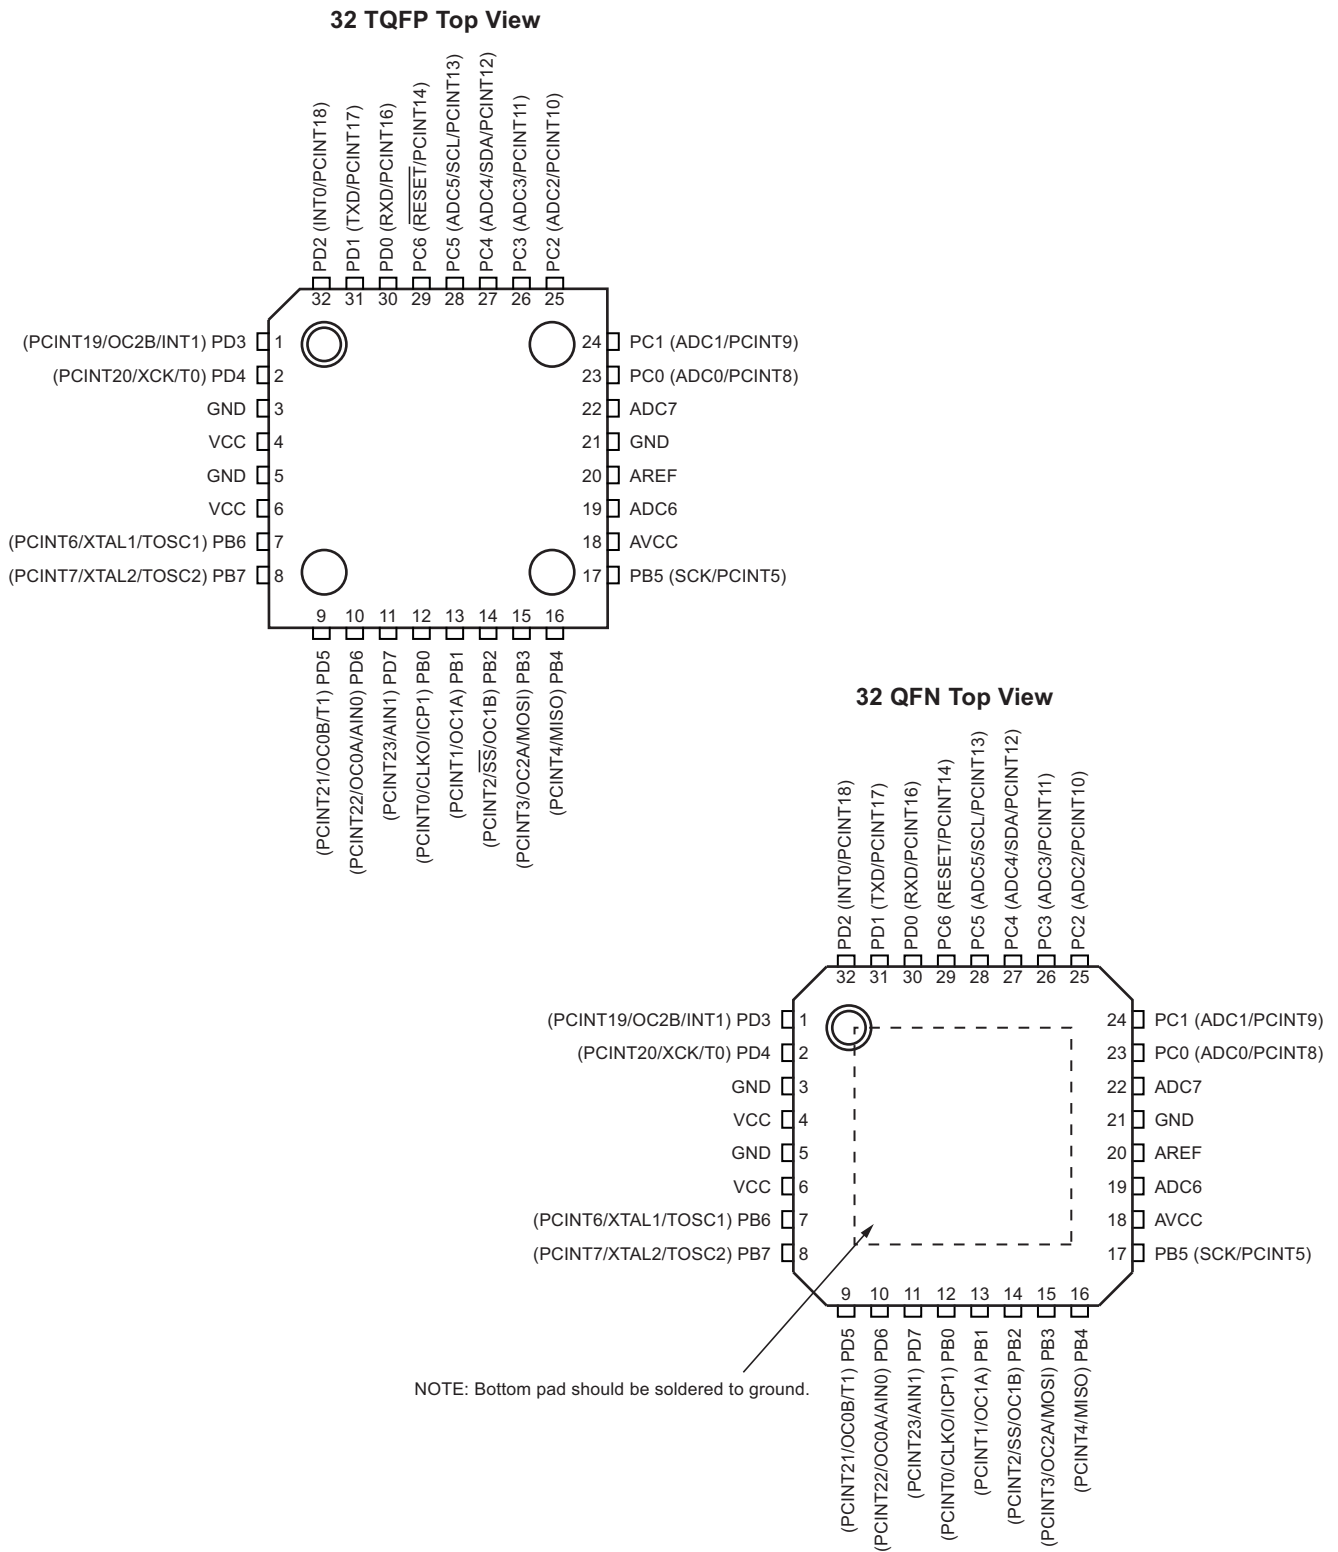 32 TQFP Top View
PD2 (INT0/PCINT18)
PD1 (TXD/PCINT17)
PD0 (RXD/PCINT16)
PC6 (RESET/PCINT14)
PC5 (ADC5/SCL/PCINT13)
PC4 (ADC4/SDA/PCINT12)
PC3 (ADC3/PCINT11)
PC2 (ADC2/PCINT10)
32 31 30 29 28 27 26 25
(PCINT19/OC2B/INT1) PD3 1
(PCINT20/XCK/T0) PD4 2
GND 3
VCC 4
GND 5
VCC 6
(PCINT6/XTAL1/TOSC1) PB6 7
(PCINT7/XTAL2/TOSC2) PB7 8
24 PC1 (ADC1/PCINT9)
23 PC0 (ADC0/PCINT8)
22 ADC7
21 GND
20 AREF
19 ADC6
18 AVCC
17 PB5 (SCK/PCINT5)
9 10 11 12 13 14 15 16
(PCINT21/OC0B/T1) PD5
(PCINT22/OC0A/AIN0) PD6
(PCINT23/AIN1) PD7
(PCINT0/CLKO/ICP1) PB0
(PCINT1/OC1A) PB1
(PCINT2/SS/OC1B) PB2
(PCINT3/OC2A/MOSI) PB3
(PCINT4/MISO) PB4
32 QFN Top View
PD2 (INT0/PCINT18)
PD1 (TXD/PCINT17)
PD0 (RXD/PCINT16)
PC6 (RESET/PCINT14)
PC5 (ADC5/SCL/PCINT13)
PC4 (ADC4/SDA/PCINT12)
PC3 (ADC3/PCINT11)
PC2 (ADC2/PCINT10)
32 31 30 29 28 27 26 25
(PCINT19/OC2B/INT1) PD3 1
(PCINT20/XCK/T0) PD4 2
GND 3
VCC 4
GND 5
VCC 6
(PCINT6/XTAL1/TOSC1) PB6 7
(PCINT7/XTAL2/TOSC2) PB7 8
24 PC1 (ADC1/PCINT9)
23 PC0 (ADC0/PCINT8)
22 ADC7
21 GND
20 AREF
19 ADC6
18 AVCC
17 PB5 (SCK/PCINT5)
9 10 11 12 13 14 15 16
(PCINT21/OC0B/T1) PD5
(PCINT22/OC0A/AIN0) PD6
(PCINT23/AIN1) PD7
(PCINT0/CLKO/ICP1) PB0
(PCINT1/OC1A) PB1
(PCINT2/SS/OC1B) PB2
(PCINT3/OC2A/MOSI) PB3
(PCINT4/MISO) PB4
NOTE: Bottom pad should be soldered to ground.